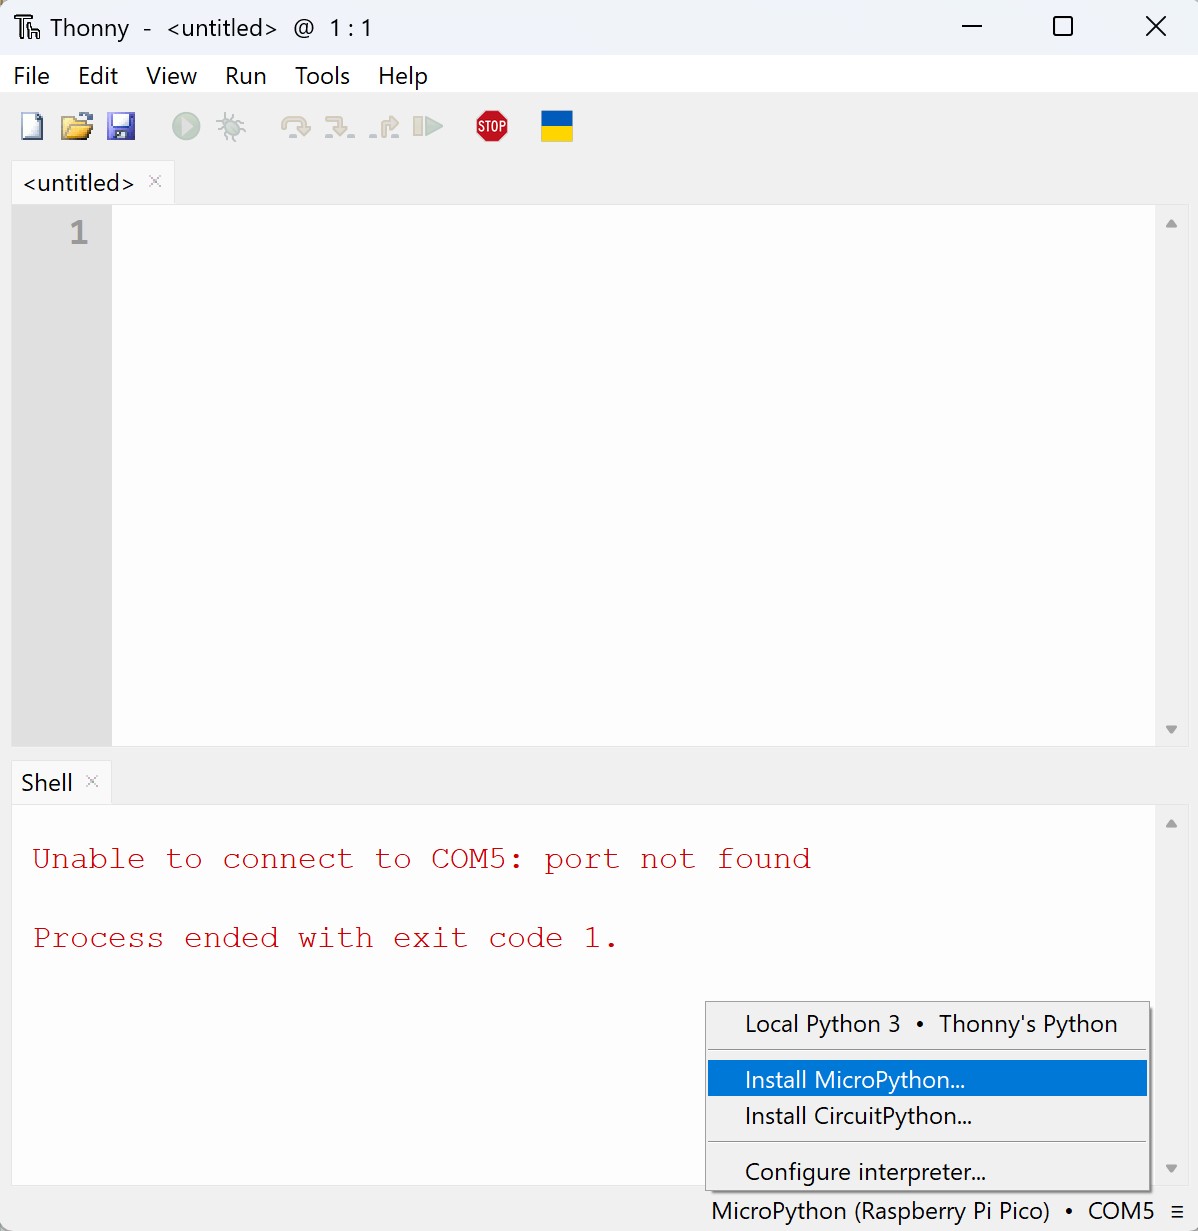 Thonny - <untitled> @ 1 : 1
File Edit View Run Tools Help
STOP
<untitled>
1
Shell
Unable to connect to COM5: port not found
Process ended with exit code 1.
Local Python 3 • Thonny's Python
Install MicroPython...
Install CircuitPython...
Configure interpreter...
MicroPython (Raspberry Pi Pico) • COM5 ≡